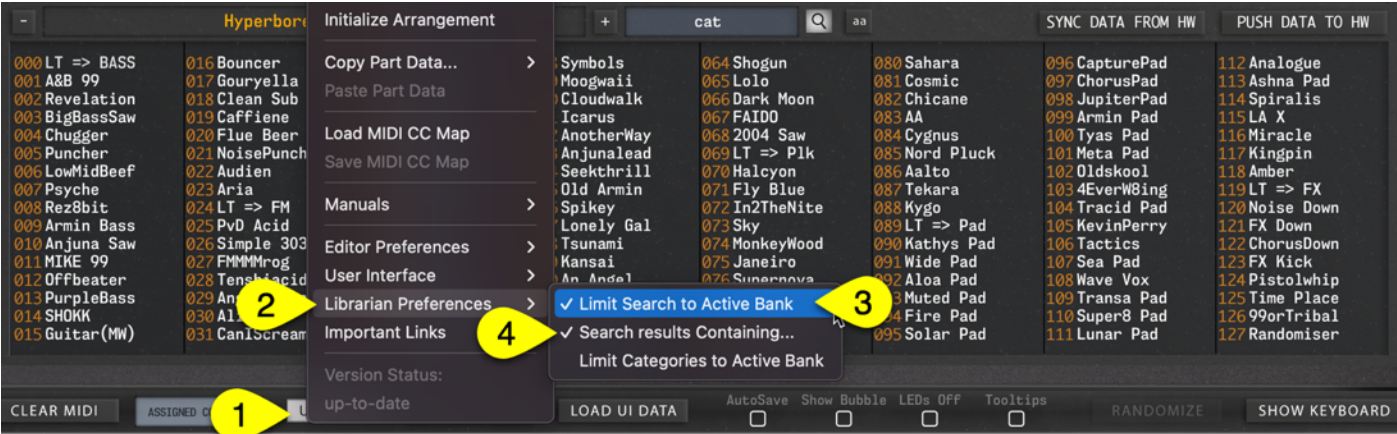 -
Hyperbore
+
cat
aa
SYNC DATA FROM HW
PUSH DATA TO HW
000 LT => BASS
001 A&B 99
002 Revelation
003 BigBassSaw
004 Chugger
005 Puncher
006 LowMidBeef
007 Psyche
008 Rez8bit
009 Armin Bass
010 Anjuna Saw
011 MIKE 99
012 Offbeater
013 PurpleBass
014 SHOKK
015 Guitar(MW)
016 Bouncer
017 Gouryella
018 Clean Sub
019 Caffiene
020 Flue Beer
021 NoisePunch
022 Audien
023 Aria
024 LT => FM
025 PvD Acid
026 Simple 303
027 FMMMMrog
028
029
030
031 CanIScream
Initialize Arrangement
Copy Part Data...
Paste Part Data
Load MIDI CC Map
Save MIDI CC Map
Manuals
Editor Preferences
User Interface
2
Librarian Preferences
Important Links
Version Status:
up-to-date
Limit Search to Active Bank
3
4
Search results Containing...
Limit Categories to Active Bank
Symbols
Moogwaii
Cloudwalk
Icarus
AnotherWay
Anjunalead
Seekthrill
Old Armin
Spikey
Lonely Gal
Tsunami
Kansai
An Angel
064 Shogun
065 Lolo
066 Dark Moon
067 FAIDO
068 2004 Saw
069 LT => Plk
070 Halcyon
071 Fly Blue
072 In2TheNite
073 Sky
074 MonkeyWood
075 Janeiro
076 Supernova
080 Sahara
081 Cosmic
082 Chicane
083 AA
084 Cygnus
085 Nord Pluck
086 Aalto
087 Tekara
088 Kygo
089 LT => Pad
090 Kathys Pad
091 Wide Pad
092 Aloa Pad
Muted Pad
Fire Pad
095 Solar Pad
096 CapturePad
097 ChorusPad
098 JupiterPad
099 Armin Pad
100 Tyas Pad
101 Meta Pad
102 Oldskool
103 4EverW8ing
104 Tracid Pad
105 KevinPerry
106 Tactics
107 Sea Pad
108 Wave Vox
109 Transa Pad
110 Super8 Pad
111 Lunar Pad
112 Analogue
113 Ashna Pad
114 Spiralis
115 LA X
116 Miracle
117 Kingpin
118 Amber
119 LT => FX
120 Noise Down
121 FX Down
122 ChorusDown
123 FX Kick
124 Pistolwhip
125 Time Place
126 99orTribal
127 Randomiser
CLEAR MIDI
ASSIGNED
1
LOAD UI DATA
AutoSave
Show Bubble
LEDs Off
Tooltips
RANDOMIZE
SHOW KEYBOARD